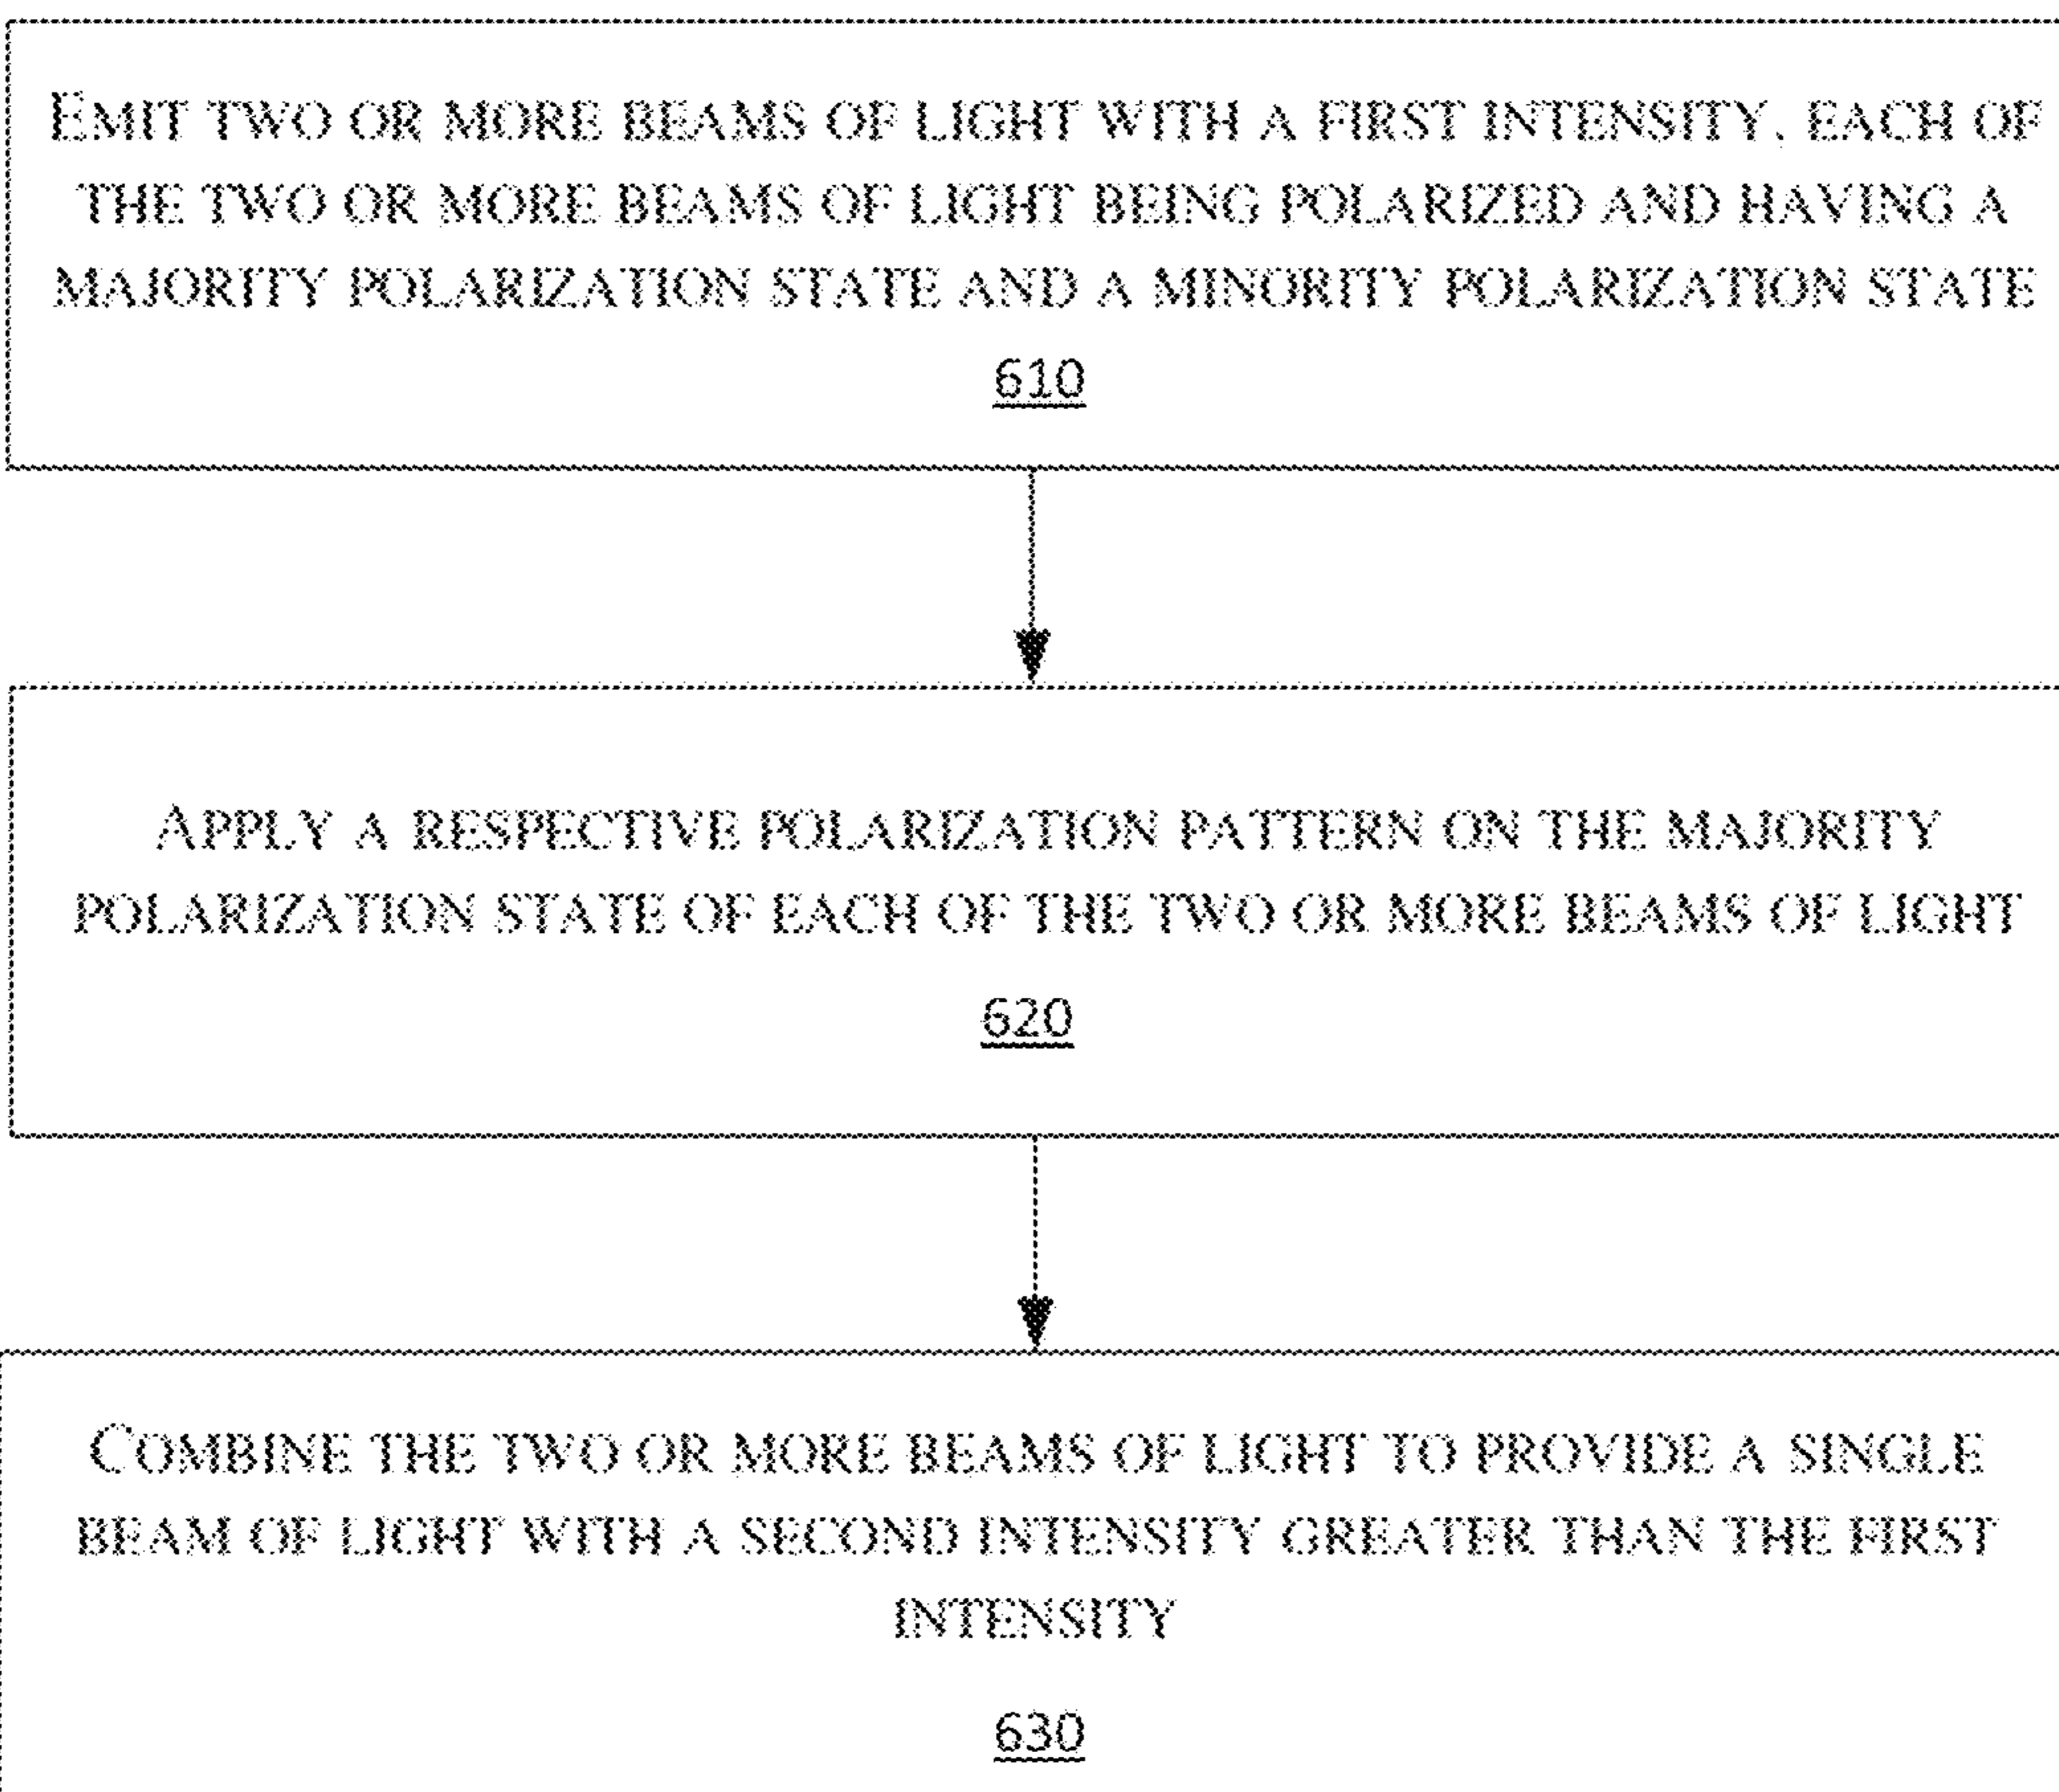 EMIT TWO OR MORE BEAMS OF LIGHT WITH A FIRST INTENSITY, EACH OF
THE TWO OR MORE BEAMS OF LIGHT BEING POLARIZED AND HAVING A
MAJORITY POLARIZATION STATE AND A MINORITY POLARIZATION STATE
610
APPLY A RESPECTIVE POLARIZATION PATTERN ON THE MAJORITY
POLARIZATION STATE OF EACH OF THE TWO OR MORE BEAMS OF LIGHT
620
COMBINE THE TWO OR MORE BEAMS OF LIGHT TO PROVIDE A SINGLE
BEAM OF LIGHT WITH A SECOND INTENSITY GREATER THAN THE FIRST
INTENSITY
630